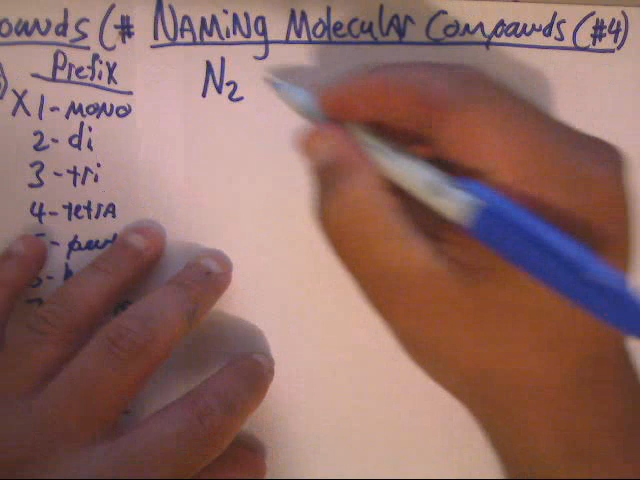 ounds (# NAMING Molecular Compounds (#4)
Prefix
X 1-MONO
2-di
3-tri
4-tetrA
N2